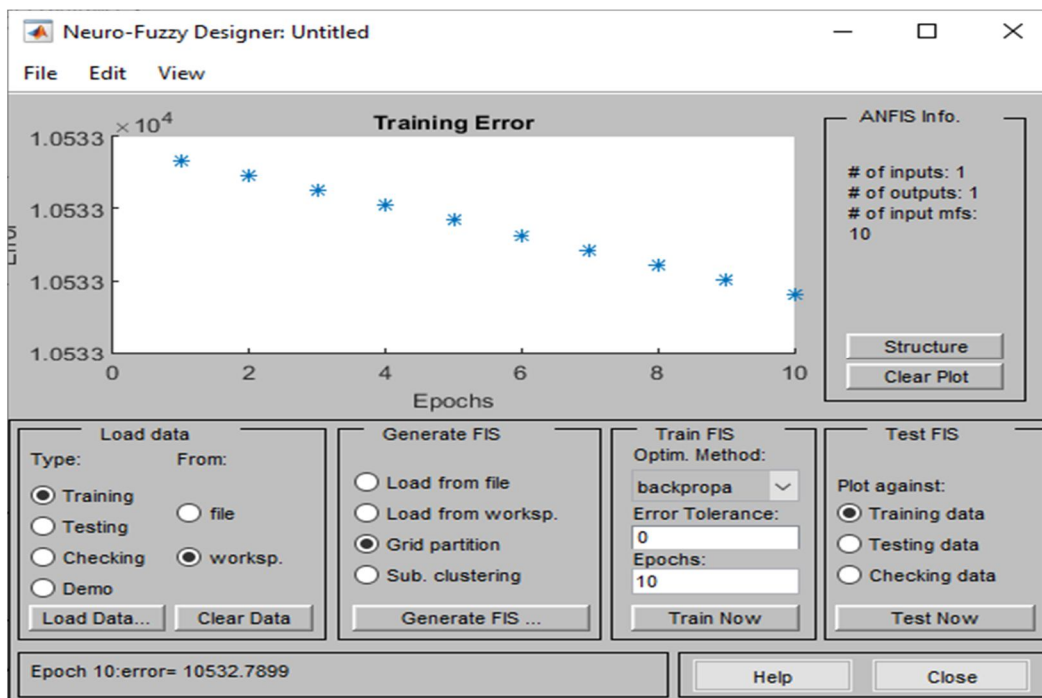 Neuro-Fuzzy Designer: Untitled
File Edit View
Training Error
× 10⁴
1.0533
1.0533
1.0533
1.0533
0 2 4 6 8 10
Epochs
ANFIS Info.
# of inputs: 1
# of outputs: 1
# of input mfs:
10
Structure
Clear Plot
Load data
Type: From:
Training
Testing
Checking
Demo
file
worksp.
Load Data... Clear Data
Generate FIS
Load from file
Load from worksp.
Grid partition
Sub. clustering
Generate FIS ...
Train FIS
Optim. Method:
backpropa
Error Tolerance:
0
Epochs:
10
Train Now
Test FIS
Plot against:
Training data
Testing data
Checking data
Test Now
Epoch 10:error= 10532.7899
Help Close